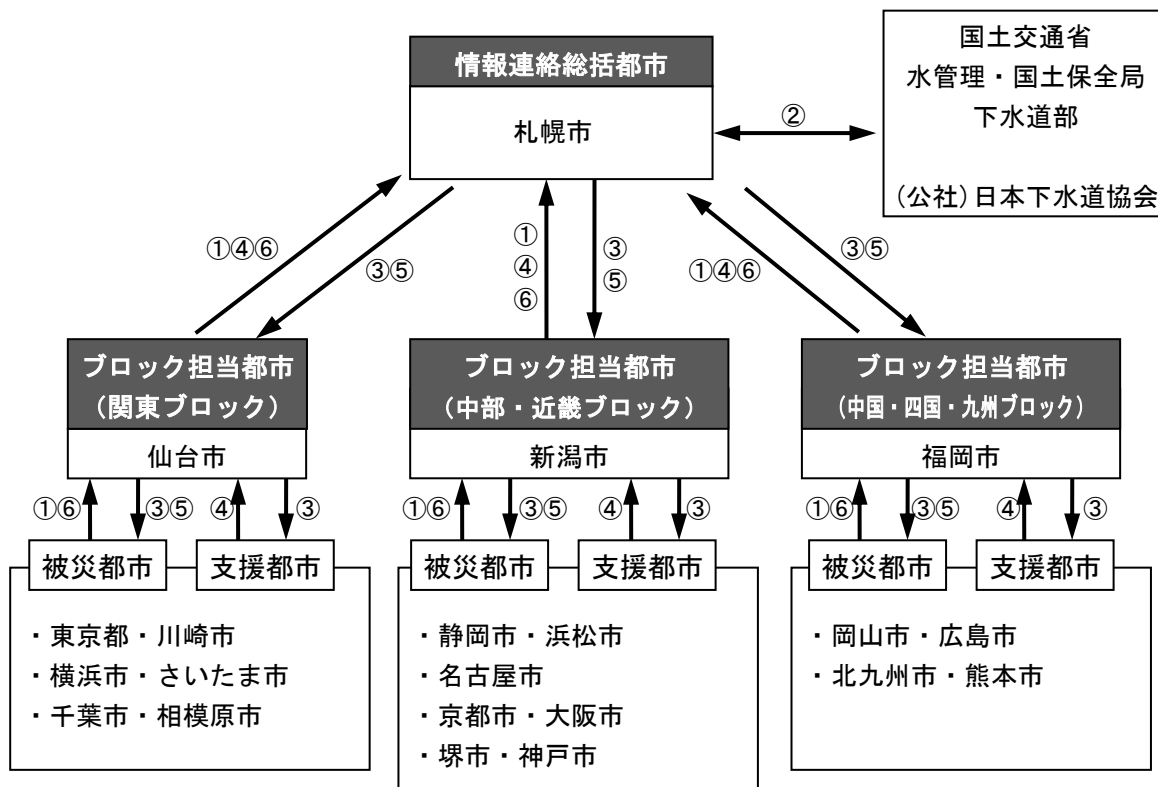 情報連絡総括都市
札幌市
②
国土交通省
水管理・国土保全局
下水道部
(公社)日本下水道協会
①④⑥
③⑤
①
④
⑥
③
⑤
①④⑥
③⑤
ブロック担当都市
(関東ブロック)
仙台市
ブロック担当都市
(中部・近畿ブロック)
新潟市
ブロック担当都市
(中国・四国・九州ブロック)
福岡市
①⑥
③⑤
④
③
①⑥
③⑤
④
③
①⑥
③⑤
④
③
被災都市
支援都市
・東京都・川崎市
・横浜市・さいたま市
・千葉市・相模原市
被災都市
支援都市
・静岡市・浜松市
・名古屋市
・京都市・大阪市
・堺市・神戸市
被災都市
支援都市
・岡山市・広島市
・北九州市・熊本市